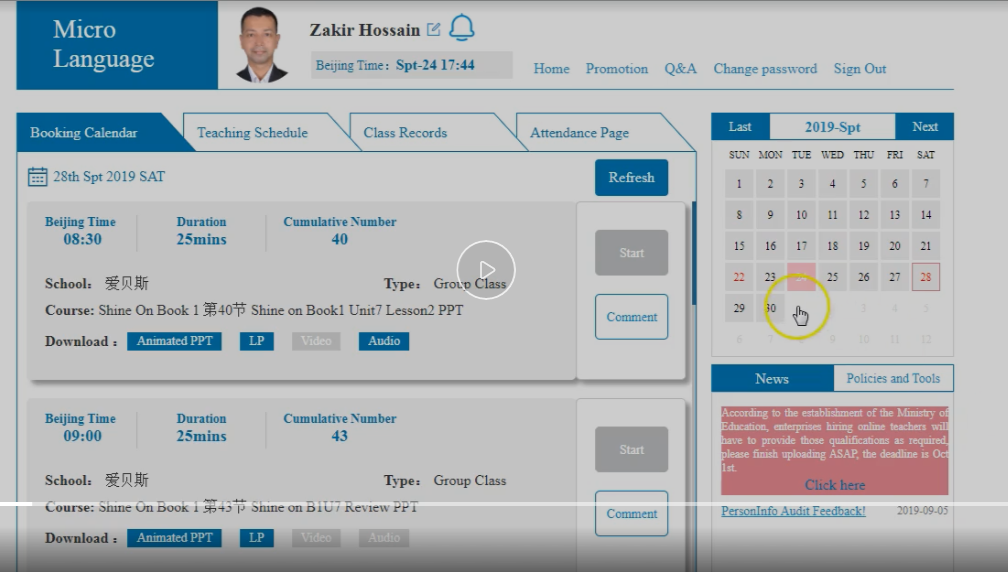 Micro
Language
Zakir Hossain
Beijing Time: Spt-24 17:44
Home Promotion Q&A Change password Sign Out
Booking Calendar
Teaching Schedule
Class Records
Attendance Page
28th Spt 2019 SAT
Refresh
Beijing Time Duration Cumulative Number
08:30 25mins 40
School: 爱贝斯 Type: Group Class
Course: Shine On Book 1 第40节 Shine on Book1 Unit7 Lesson2 PPT
Download : Animated PPT LP Video Audio
Start
Comment
Beijing Time Duration Cumulative Number
09:00 25mins 43
School: 爱贝斯 Type: Group Class
Course: Shine On Book 1 第43节 Shine on B1U7 Review PPT
Download : Animated PPT LP Video Audio
Start
Comment
Last 2019-Spt Next
SUN MON TUE WED THU FRI SAT
1 2 3 4 5 6 7
8 9 10 11 12 13 14
15 16 17 18 19 20 21
22 23 24 25 26 27 28
29 30 3 4 5
6 7 8 9 10 11 12
News Policies and Tools
According to the establishment of the Ministry of
Education, enterprises hiring online teachers will
have to provide those qualifications as required,
please finish uploading ASAP, the deadline is Oct
1st.
Click here
PersonInfo Audit Feedback! 2019-09-05